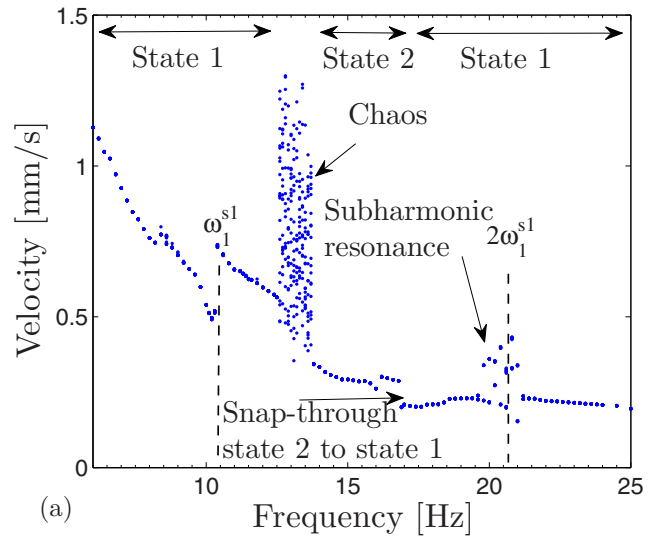 1.5
State 1
State 2
State 1
Chaos
1
ω₁ˢ¹
Subharmonic
resonance
2ω₁ˢ¹
Velocity [mm/s]
0.5
Snap-through
state 2 to state 1
0
10
15
20
25
(a)
Frequency [Hz]